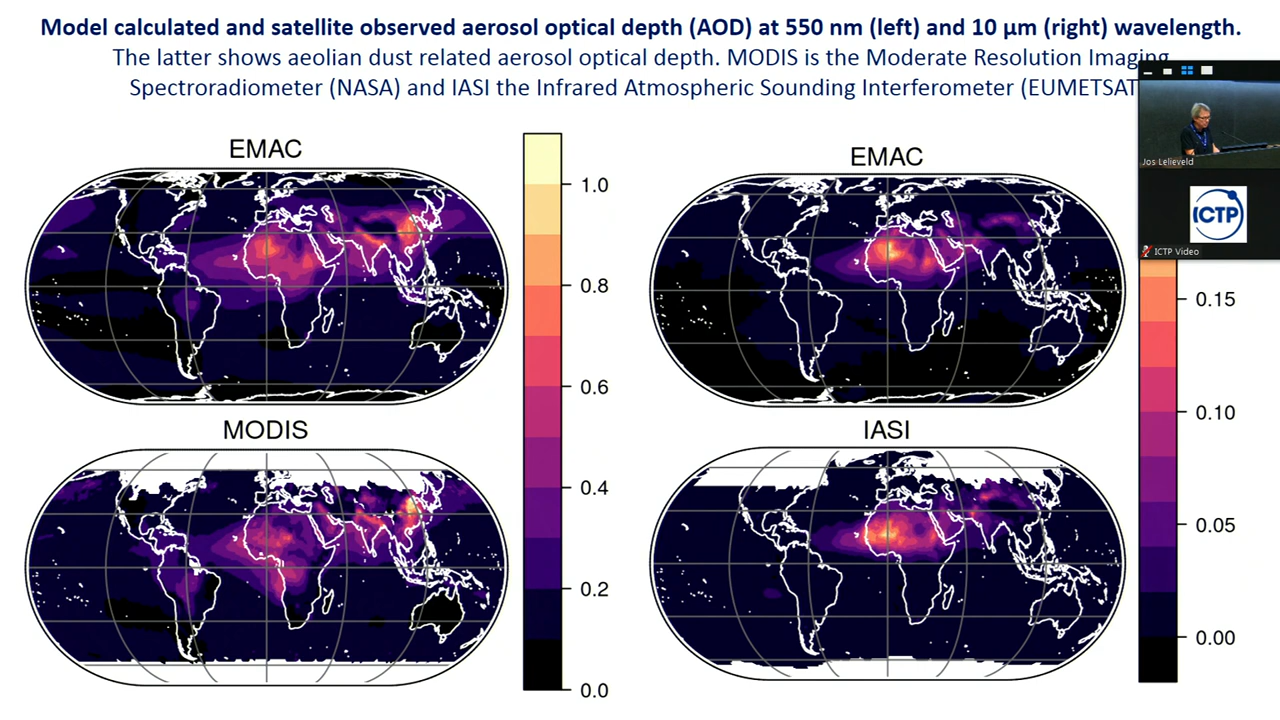 Model calculated and satellite observed aerosol optical depth (AOD) at 550 nm (left) and 10 µm (right) wavelength.
The latter shows aeolian dust related aerosol optical depth. MODIS is the Moderate Resolution Imaging
Spectroradiometer (NASA) and IASI the Infrared Atmospheric Sounding Interferometer (EUMETSAT
EMAC
EMAC
1.0
0.8
0.6
0.4
0.2
0.0
MODIS
IASI
0.15
0.10
0.05
0.00
Jos Lelieveld
ICTP
ICTP Video